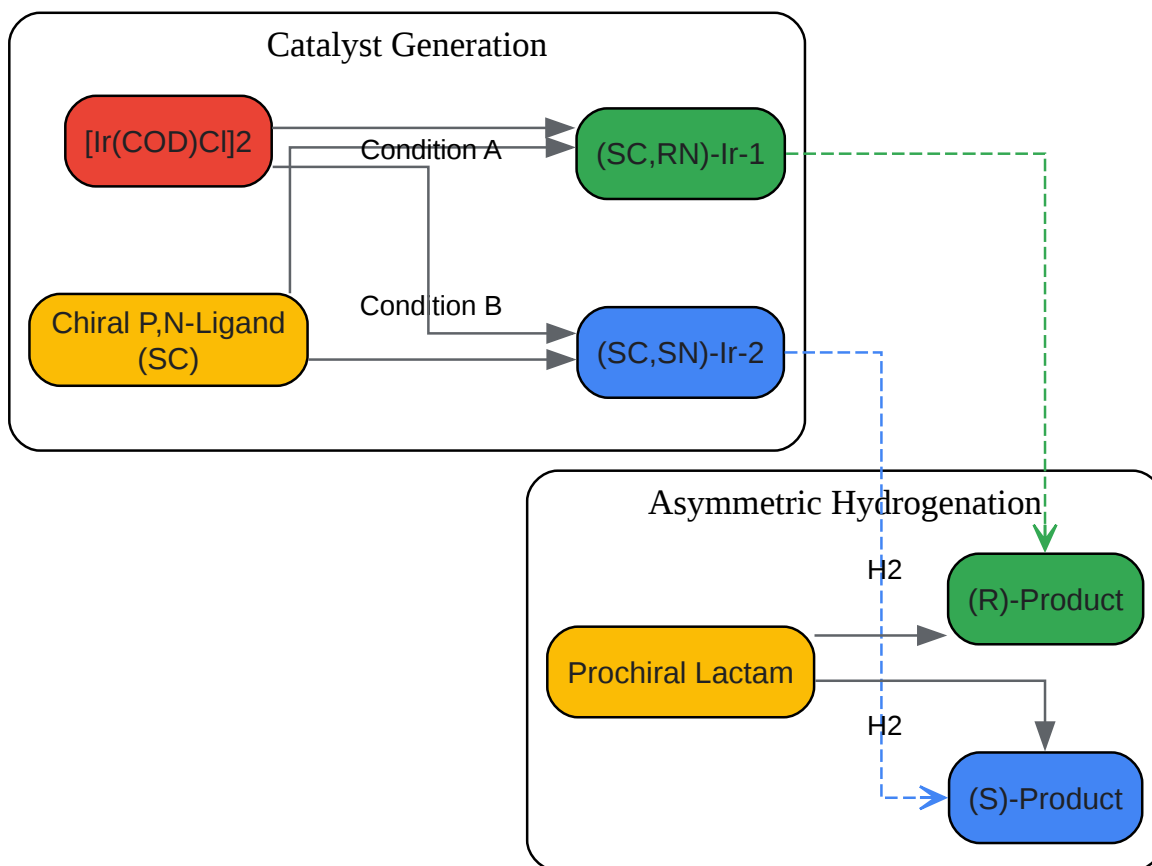 Catalyst Generation
[Ir(COD)Cl]2
Condition A
(SC,RN)-Ir-1
Chiral P,N-Ligand
(SC)
Condition B
(SC,SN)-Ir-2
Asymmetric Hydrogenation
H2
(R)-Product
Prochiral Lactam
H2
(S)-Product